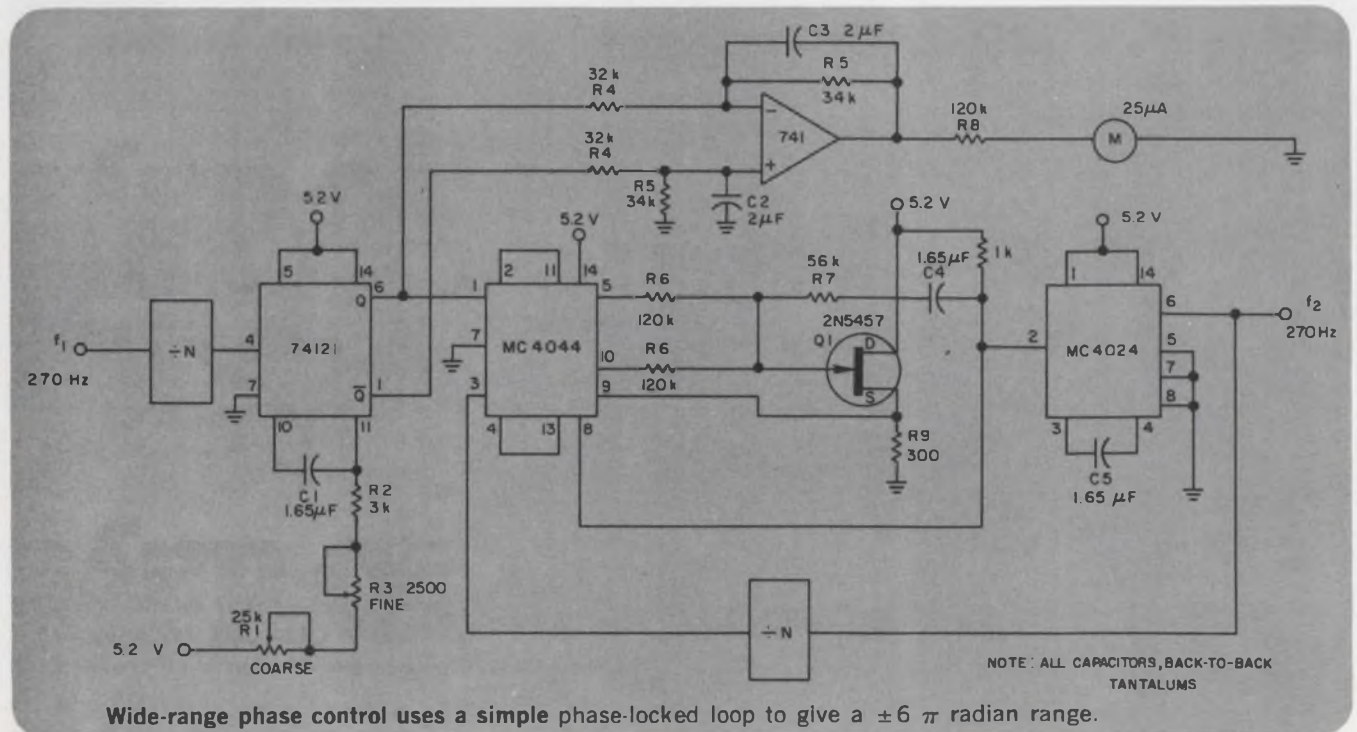 C3 2μF
R5
34k
32k
R4
741
120k
R8
25μA
M
32k
R4
R5
34k
C2
2μF
5.2 V
5.2 V
5.2 V
5.2 V
1k
5
14
6
Q
74121
4
7
Q̅
1
10
11
f1
270 Hz
÷N
2
11
14
1
5
7
MC 4044
10
3
9
4
13
8
R6
120k
R6
120k
56k
R7
1.65μF
C4
2N5457
Q1
D
S
R9
300
1
14
2
MC4024
6
5
7
8
3
4
C5
1.65 μF
f2
270Hz
C1
1.65μF
R2
3k
R3 2500
FINE
25k
R1
5.2 V
COARSE
÷N
NOTE: ALL CAPACITORS, BACK-TO-BACK
TANTALUMS
Wide-range phase control uses a simple phase-locked loop to give a ±6 π radian range.